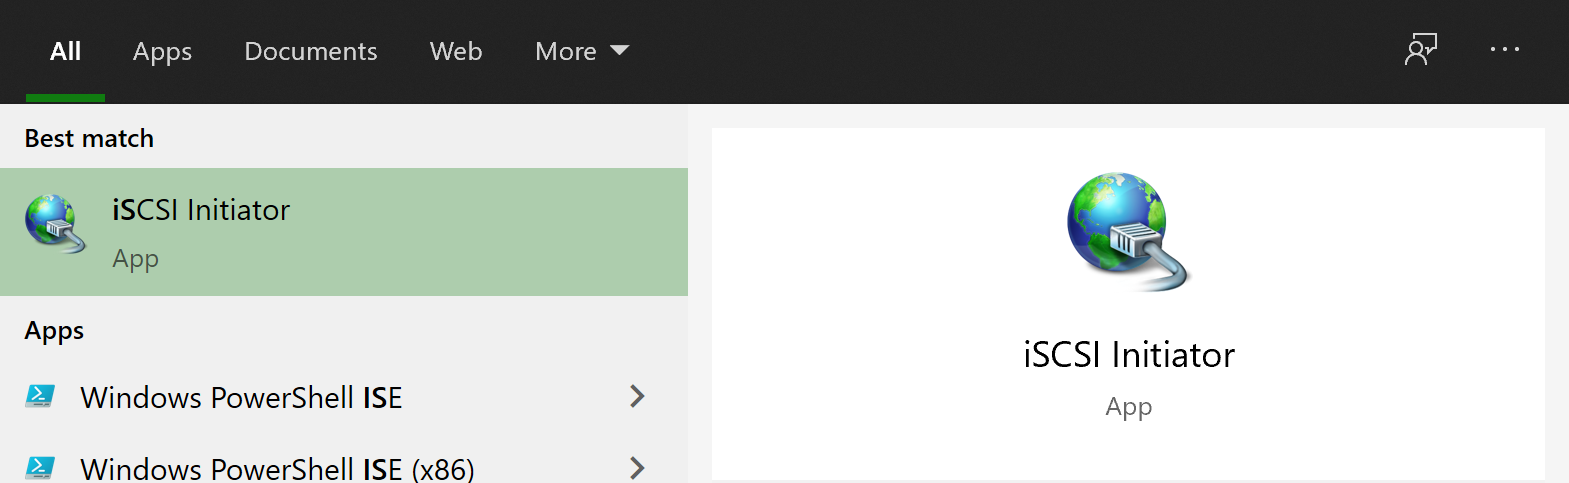 All Apps Documents Web More
Best match
iSCSI Initiator
App
Apps
Windows PowerShell ISE
Windows PowerShell ISE (x86)
iSCSI Initiator
App